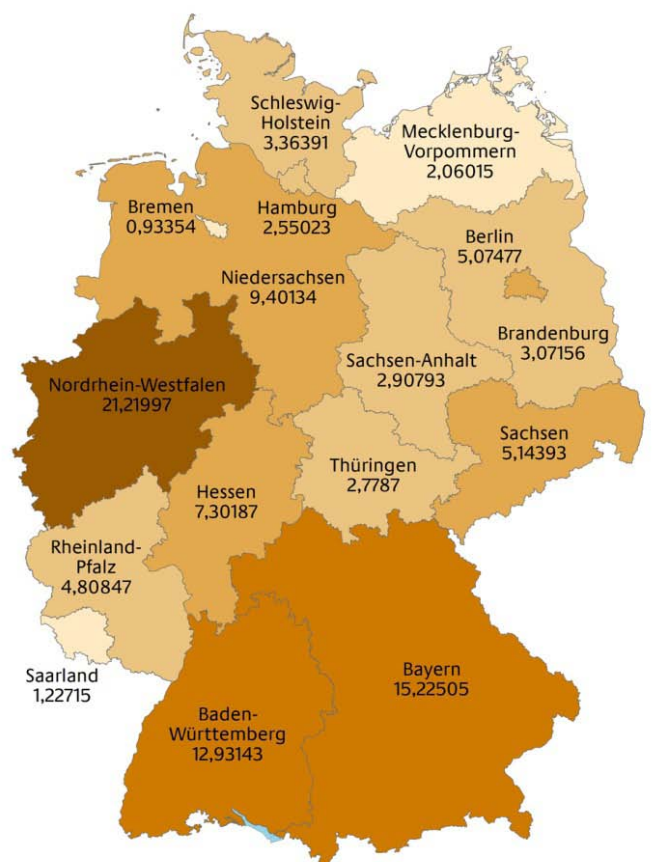 Schleswig-
Holstein
3,36391
Mecklenburg-
Vorpommern
2,06015
Bremen
0,93354
Hamburg
2,55023
Berlin
5,07477
Niedersachsen
9,40134
Brandenburg
3,07156
Sachsen-Anhalt
2,90793
Nordrhein-Westfalen
21,21997
Sachsen
5,14393
Thüringen
2,7787
Hessen
7,30187
Rheinland-
Pfalz
4,80847
Saarland
1,22715
Bayern
15,22505
Baden-
Württemberg
12,93143